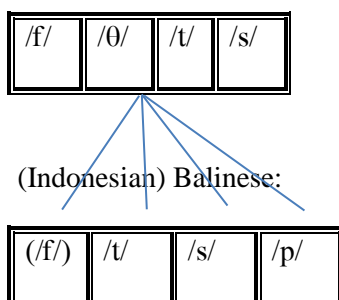 /f/ /θ/ /t/ /s/
(Indonesian) Balinese:
(/f/) /t/ /s/ /p/